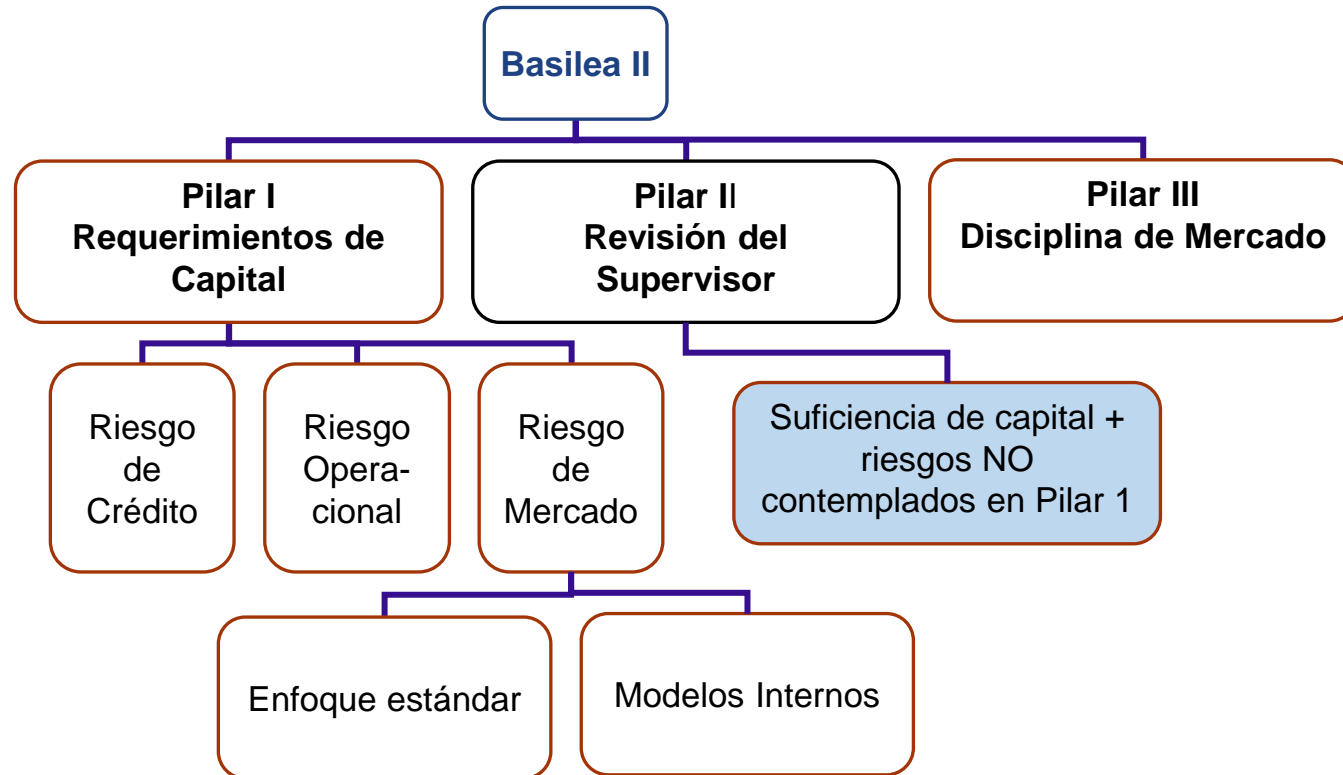 Basilea II
Pilar I
Requerimientos de
Capital
Pilar II
Revisión del
Supervisor
Pilar III
Disciplina de Mercado
Riesgo
de
Crédito
Riesgo
Opera-
cional
Riesgo
de
Mercado
Suficiencia de capital +
riesgos NO
contemplados en Pilar 1
Enfoque estándar
Modelos Internos